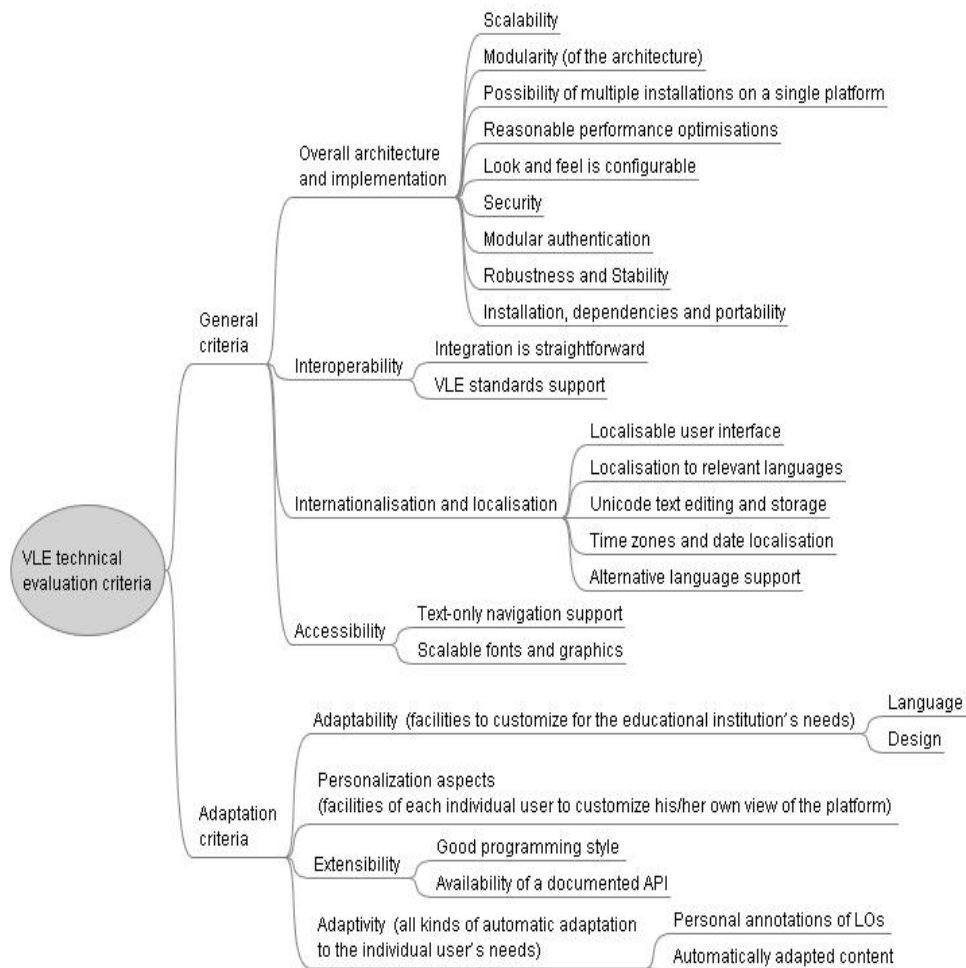 Scalability
Modularity (of the architecture)
Possibility of multiple installations on a single platform
Reasonable performance optimisations
Overall architecture
and implementation
Look and feel is configurable
Security
Modular authentication
Robustness and Stability
Installation, dependencies and portability
General
criteria
Integration is straightforward
Interoperability
VLE standards support
Localisable user interface
Localisation to relevant languages
Internationalisation and localisation
Unicode text editing and storage
Time zones and date localisation
Alternative language support
VLE technical
evaluation criteria
Text-only navigation support
Accessibility
Scalable fonts and graphics
Language
Adaptability (facilities to customize for the educational institution's needs)
Design
Personalization aspects
(facilities of each individual user to customize his/her own view of the platform)
Adaptation
criteria
Good programming style
Extensibility
Availability of a documented API
Adaptivity (all kinds of automatic adaptation
to the individual user's needs)
Personal annotations of LOs
Automatically adapted content